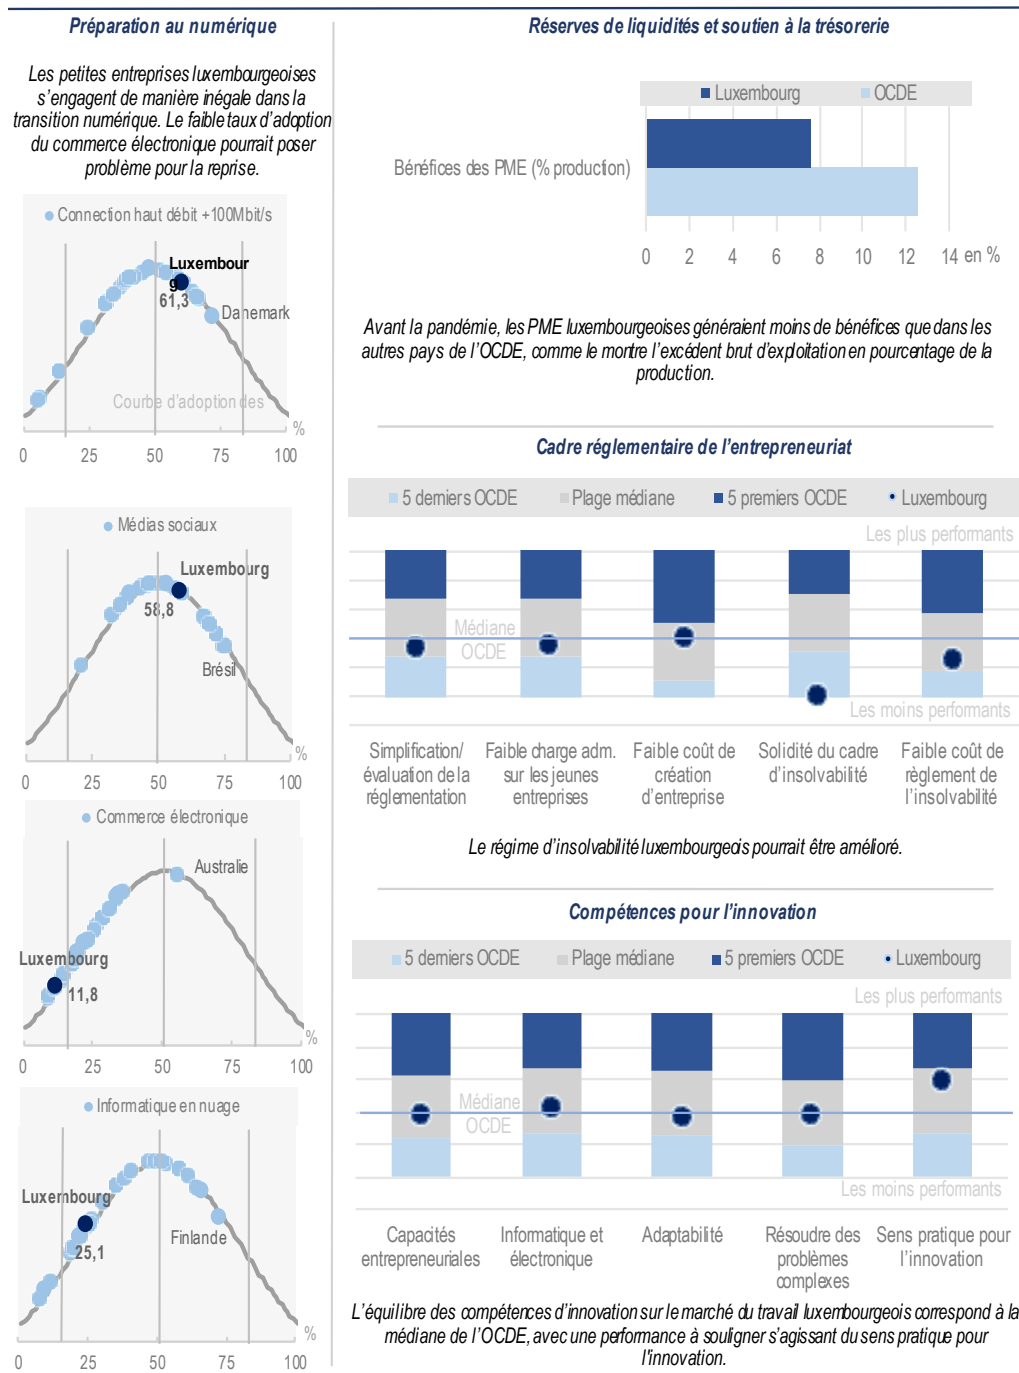 Préparation au numérique
Les petites entreprises luxembourgeoises
s'engagent de manière inégale dans la
transition numérique. Le faible taux d'adoption
du commerce électronique pourrait poser
problème pour la reprise.
Connection haut débit +100Mbit/s
Luxembour
g
61,3
Danemark
Courbe d'adoption des
%
0 25 50 75 100
Médias sociaux
Luxembourg
58,8
Brésil
%
0 25 50 75 100
Commerce électronique
Australie
Luxembourg
11,8
%
0 25 50 75 100
Informatique en nuage
Luxembourg
25,1
Finlande
%
0 25 50 75 100
Réserves de liquidités et soutien à la trésorerie
Luxembourg OCDE
Bénéfices des PME (% production)
0 2 4 6 8 10 12 14 en %
Avant la pandémie, les PME luxembourgeoises généraient moins de bénéfices que dans les
autres pays de l'OCDE, comme le montre l'excédent brut d'exploitation en pourcentage de la
production.
Cadre réglementaire de l'entrepreneuriat
5 derniers OCDE Plage médiane 5 premiers OCDE Luxembourg
Les plus performants
Médiane
OCDE
Les moins performants
Simplification/
évaluation de la
réglementation
Faible charge adm.
sur les jeunes
entreprises
Faible coût de
création
d'entreprise
Solidité du cadre
d'insolvabilité
Faible coût de
règlement de
l'insolvabilité
Le régime d'insolvabilité luxembourgeois pourrait être amélioré.
Compétences pour l'innovation
5 derniers OCDE Plage médiane 5 premiers OCDE Luxembourg
Les plus performants
Médiane
OCDE
Les moins performants
Capacités
entrepreneuriales
Informatique et
électronique
Adaptabilité
Résoudre des
problèmes
complexes
Sens pratique pour
l'innovation
L'équilibre des compétences d'innovation sur le marché du travail luxembourgeois correspond à la
médiane de l'OCDE, avec une performance à souligner s'agissant du sens pratique pour
l'innovation.